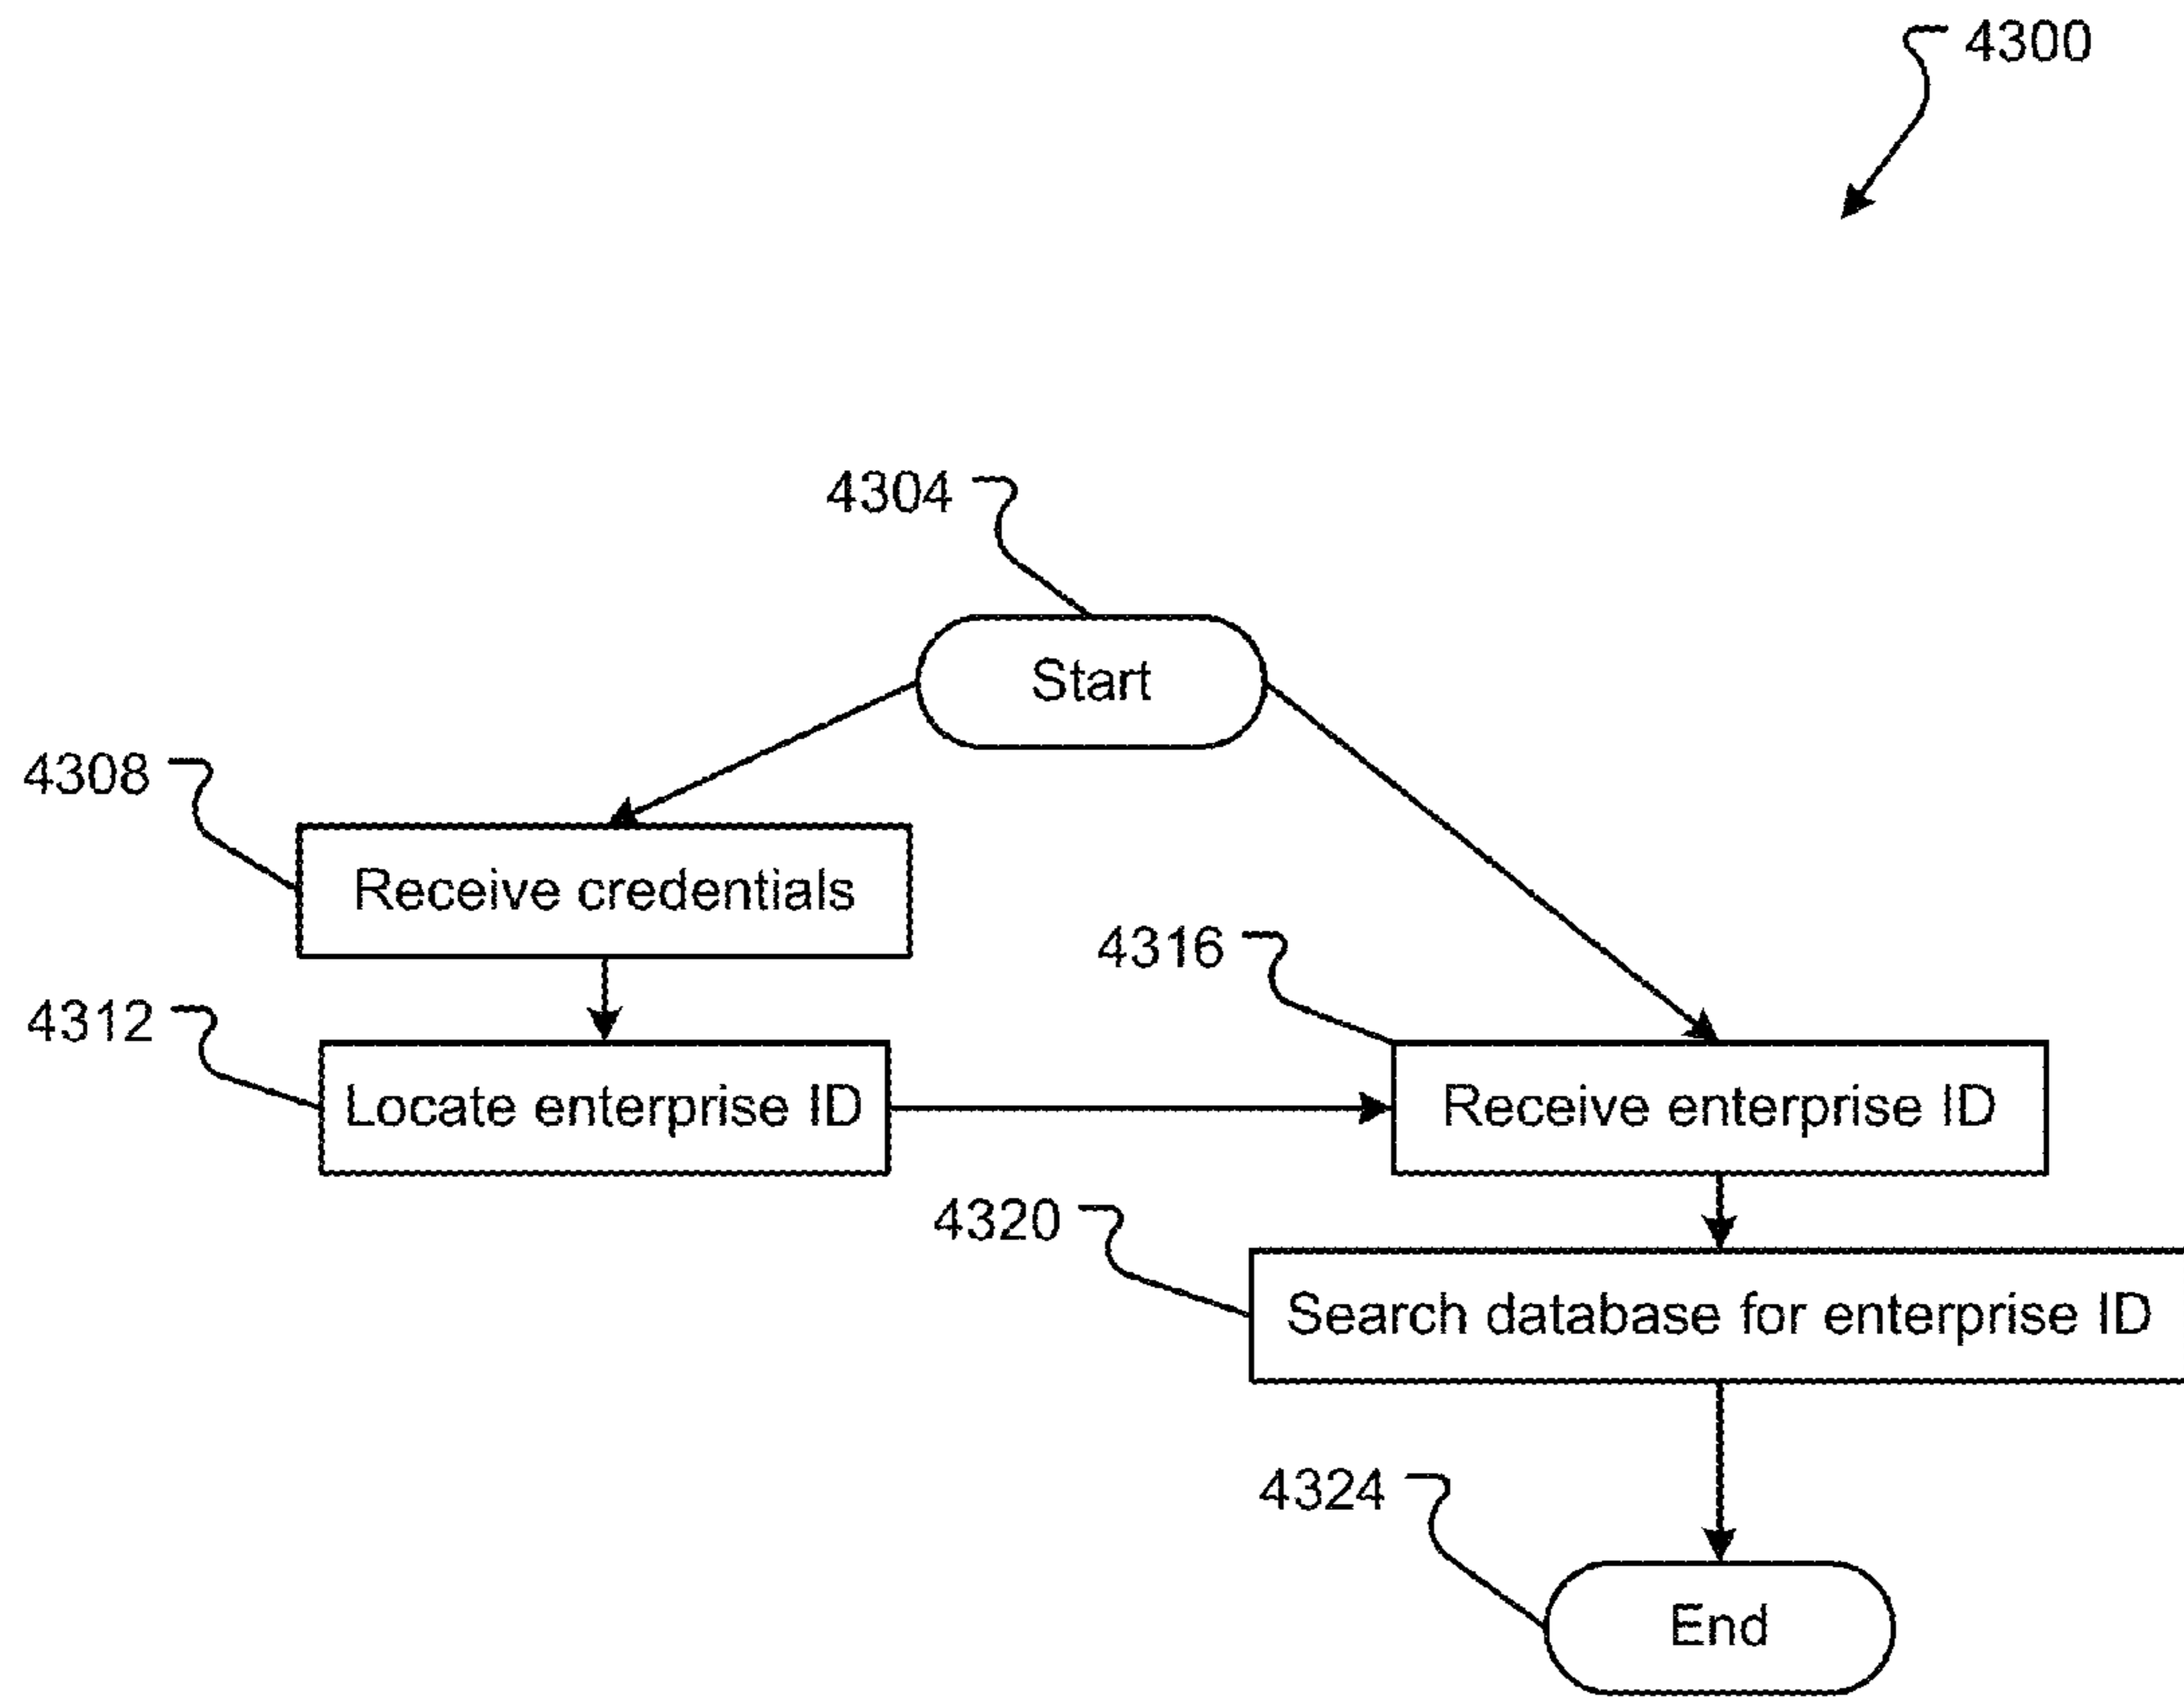 4300
4304
Start
4308
Receive credentials
4316
4312
Locate enterprise ID
Receive enterprise ID
4320
Search database for enterprise ID
4324
End